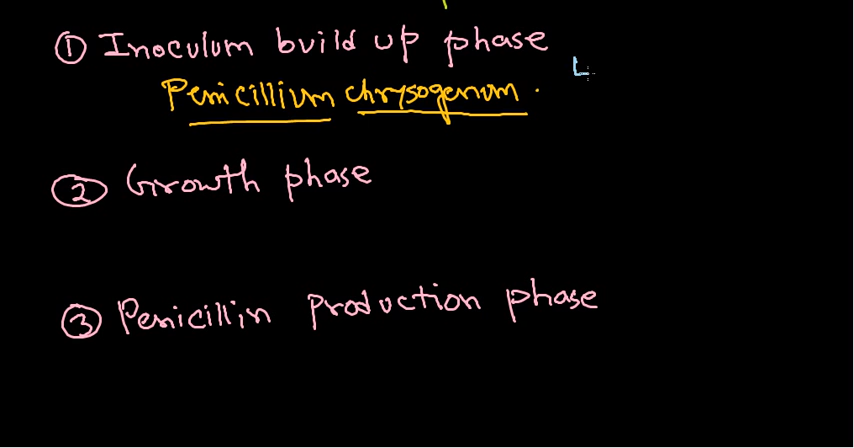 ① Inoculum build up phase
Penicillium chrysogenum.
② Growth phase
③ Penicillin production phase